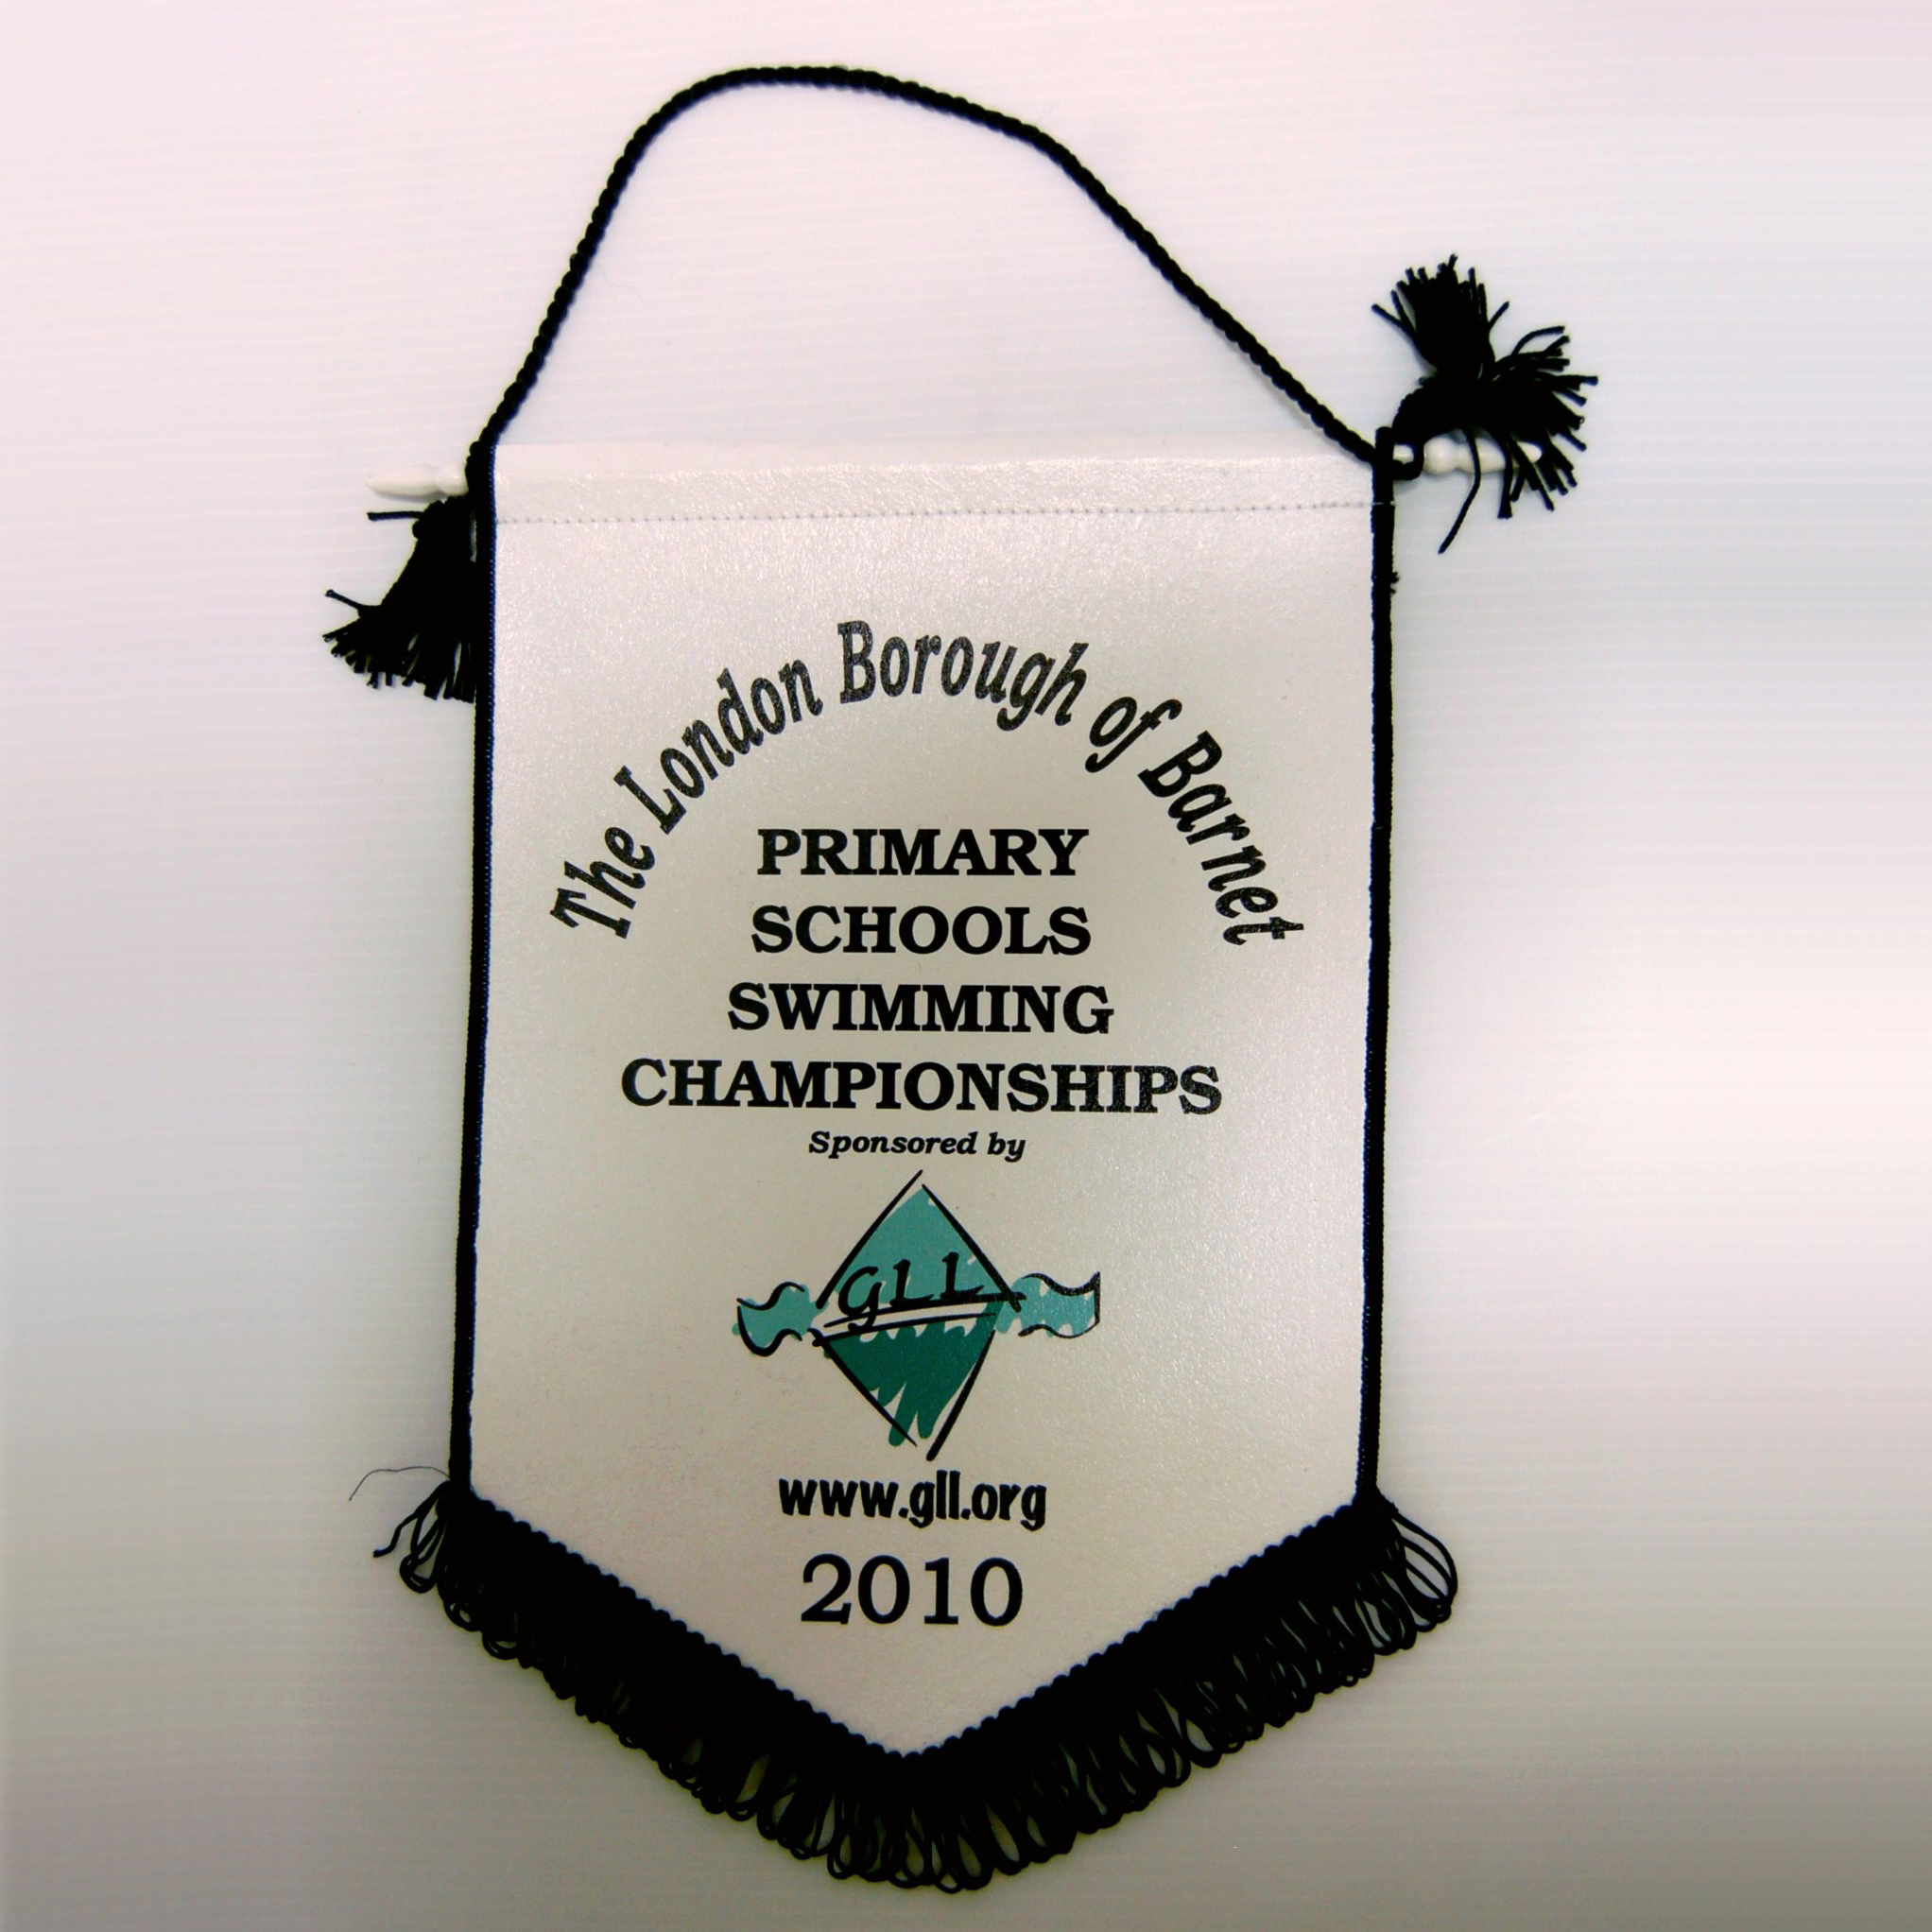 The London Borough of Barnet
PRIMARY
SCHOOLS
SWIMMING
CHAMPIONSHIPS
Sponsored by
GLL
www.gll.org
2010